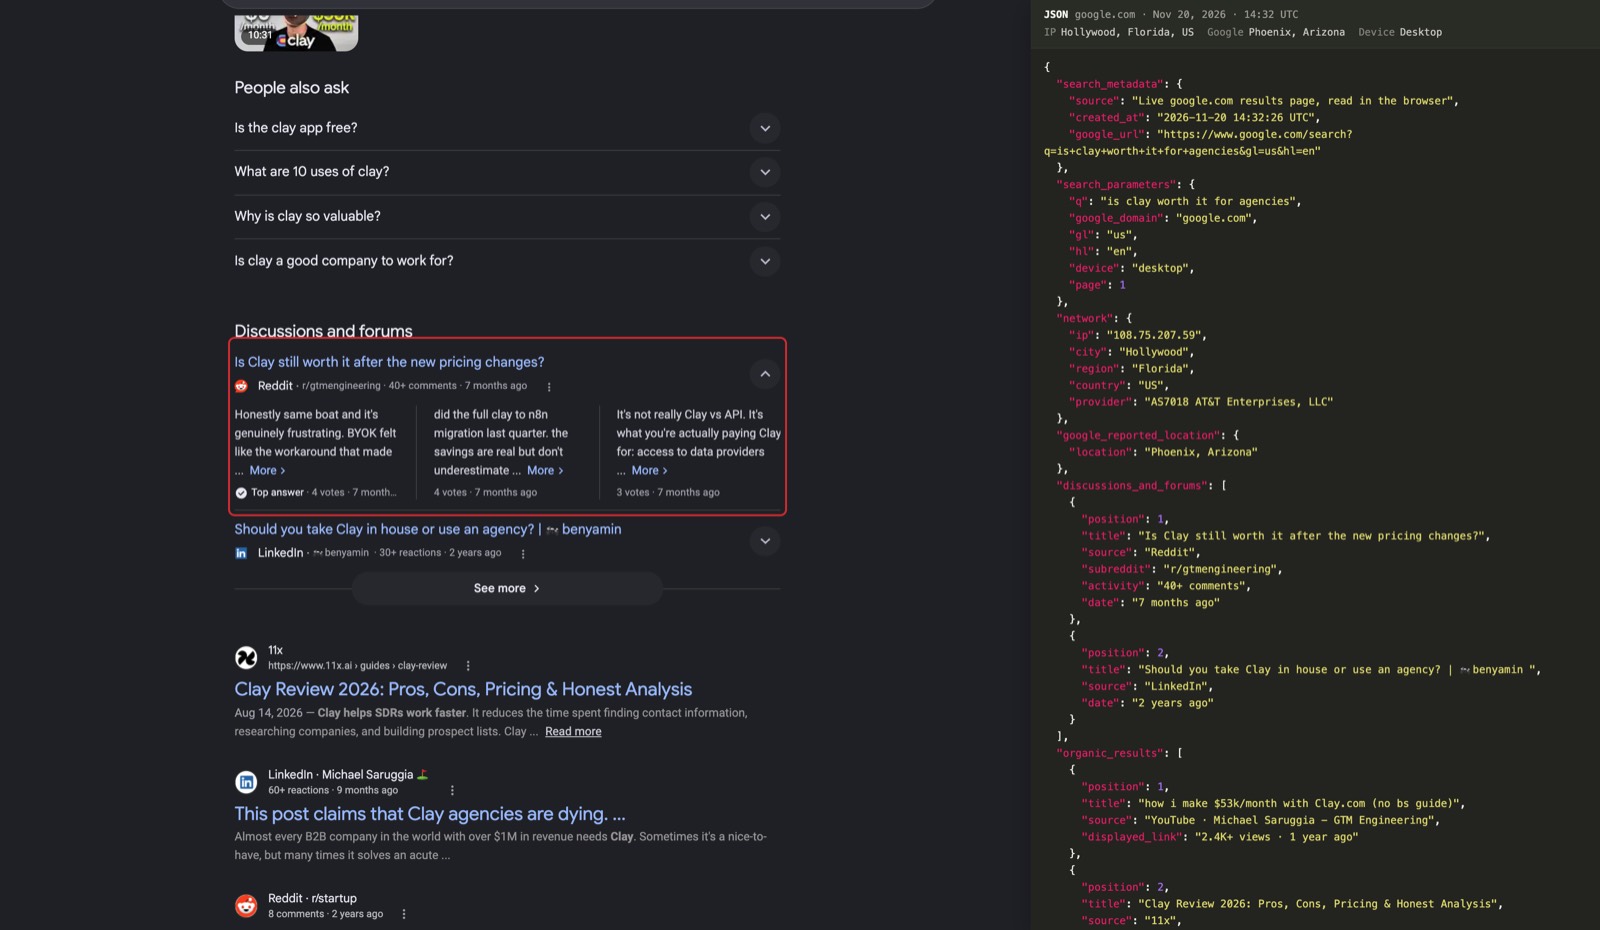 $50K
/month
/month
10:31
clay
People also ask
Is the clay app free?
What are 10 uses of clay?
Why is clay so valuable?
Is clay a good company to work for?
Discussions and forums
Is Clay still worth it after the new pricing changes?
Reddit · r/gtmengineering · 40+ comments · 7 months ago
Honestly same boat and it's
genuinely frustrating. BYOK felt
like the workaround that made
... More >
Top answer · 4 votes · 7 month...
did the full clay to n8n
migration last quarter. the
savings are real but don't
underestimate ... More >
4 votes · 7 months ago
It's not really Clay vs API. It's
what you're actually paying Clay
for: access to data providers
... More >
3 votes · 7 months ago
Should you take Clay in house or use an agency? | benyamin
LinkedIn · benyamin · 30+ reactions · 2 years ago
See more >
11x
https://www.11x.ai › guides › clay-review
Clay Review 2026: Pros, Cons, Pricing & Honest Analysis
Aug 14, 2026 — Clay helps SDRs work faster. It reduces the time spent finding contact information,
researching companies, and building prospect lists. Clay ... Read more
LinkedIn · Michael Saruggia ⛳
60+ reactions · 9 months ago
This post claims that Clay agencies are dying. ...
Almost every B2B company in the world with over $1M in revenue needs Clay. Sometimes it's a nice-to-
have, but many times it solves an acute ...
Reddit · r/startup
8 comments · 2 years ago
JSON google.com · Nov 20, 2026 · 14:32 UTC
IP Hollywood, Florida, US Google Phoenix, Arizona Device Desktop
{
"search_metadata": {
"source": "Live google.com results page, read in the browser",
"created_at": "2026-11-20 14:32:26 UTC",
"google_url": "https://www.google.com/search?
q=is+clay+worth+it+for+agencies&gl=us&hl=en"
},
"search_parameters": {
"q": "is clay worth it for agencies",
"google_domain": "google.com",
"gl": "us",
"hl": "en",
"device": "desktop",
"page": 1
},
"network": {
"ip": "108.75.207.59",
"city": "Hollywood",
"region": "Florida",
"country": "US",
"provider": "AS7018 AT&T Enterprises, LLC"
},
"google_reported_location": {
"location": "Phoenix, Arizona"
},
"discussions_and_forums": [
{
"position": 1,
"title": "Is Clay still worth it after the new pricing changes?",
"source": "Reddit",
"subreddit": "r/gtmengineering",
"activity": "40+ comments",
"date": "7 months ago"
},
{
"position": 2,
"title": "Should you take Clay in house or use an agency? | benyamin ",
"source": "LinkedIn",
"date": "2 years ago"
}
],
"organic_results": [
{
"position": 1,
"title": "how i make $53k/month with Clay.com (no bs guide)",
"source": "YouTube · Michael Saruggia – GTM Engineering",
"displayed_link": "2.4K+ views · 1 year ago"
},
{
"position": 2,
"title": "Clay Review 2026: Pros, Cons, Pricing & Honest Analysis",
"source": "11x",